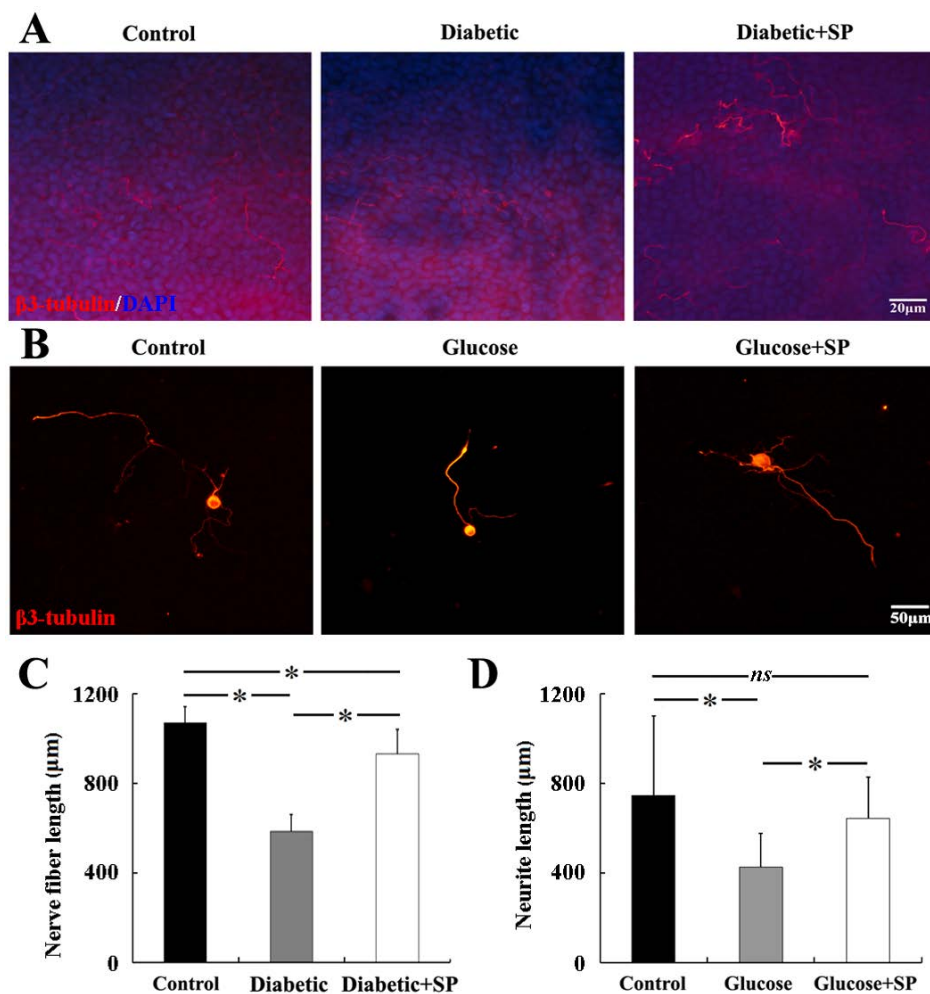 A
Control Diabetic Diabetic+SP
β3-tubulin/DAPI
20µm
B
Control Glucose Glucose+SP
β3-tubulin
50µm
C
*
* *
1200
800
400
0
Nerve fiber length (µm)
Control Diabetic Diabetic+SP
D
ns
*
*
1200
800
400
0
Neurite length (µm)
Control Glucose Glucose+SP